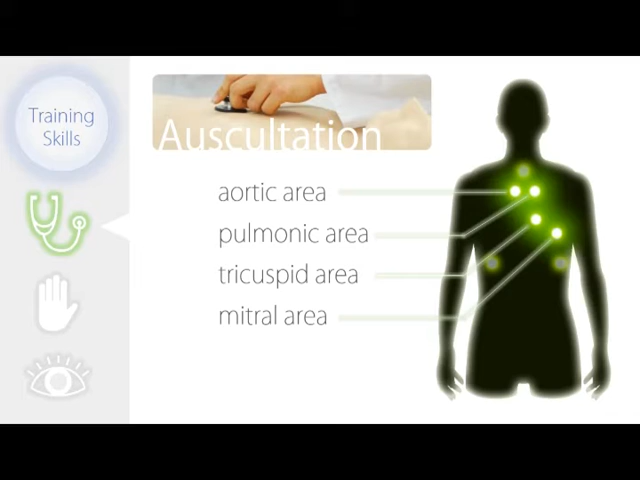 Training
Skills
Auscultation
aortic area
pulmonic area
tricuspid area
mitral area